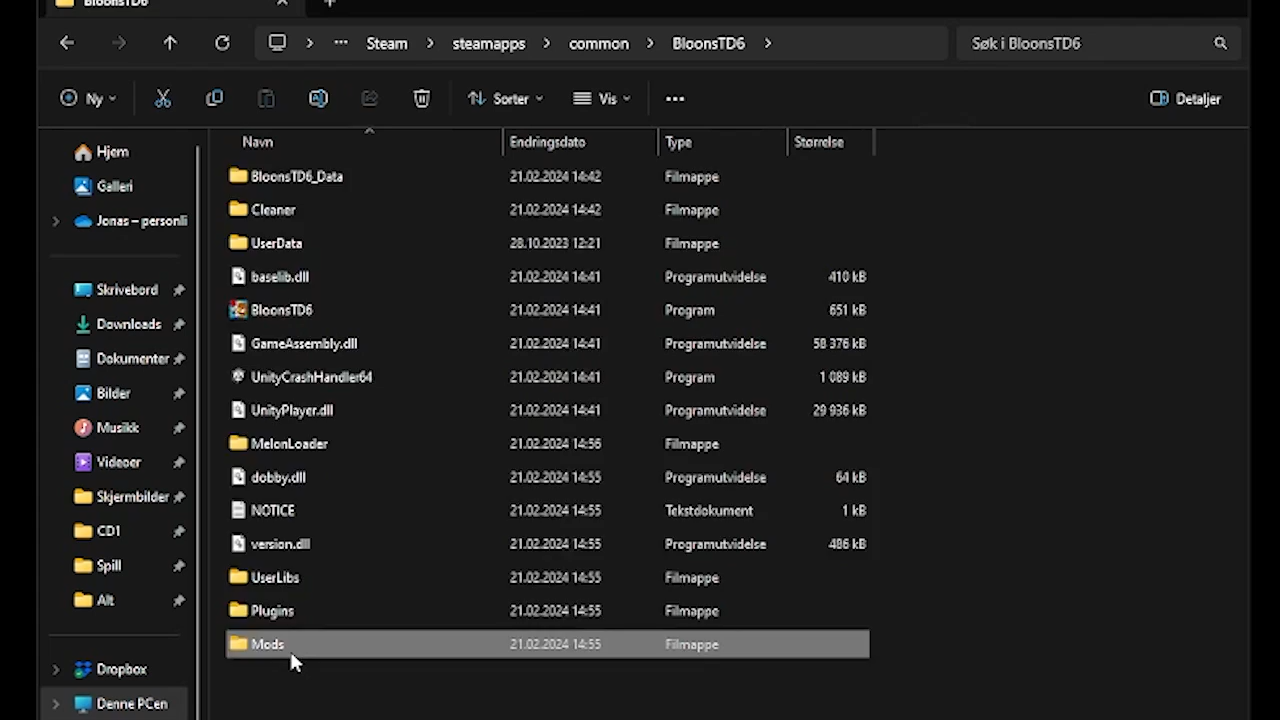 BloonsTD6
Steam steamapps common BloonsTD6
Søk i BloonsTD6
Ny Sorter Vis Detaljer
Navn Endringsdato Type Størrelse
Hjem
Galleri
Jonas – personli
Skrivebord
Downloads
Dokumenter
Bilder
Musikk
Videoer
Skjermbilder
CD1
Spill
Alt
Dropbox
Denne PCen
BloonsTD6_Data 21.02.2024 14:42 Filmappe
Cleaner 21.02.2024 14:42 Filmappe
UserData 28.10.2023 12:21 Filmappe
baselib.dll 21.02.2024 14:41 Programutvidelse 410 kB
BloonsTD6 21.02.2024 14:41 Program 651 kB
GameAssembly.dll 21.02.2024 14:41 Programutvidelse 58 376 kB
UnityCrashHandler64 21.02.2024 14:41 Program 1 089 kB
UnityPlayer.dll 21.02.2024 14:41 Programutvidelse 29 936 kB
MelonLoader 21.02.2024 14:56 Filmappe
dobby.dll 21.02.2024 14:55 Programutvidelse 64 kB
NOTICE 21.02.2024 14:55 Tekstdokument 1 kB
version.dll 21.02.2024 14:55 Programutvidelse 486 kB
UserLibs 21.02.2024 14:55 Filmappe
Plugins 21.02.2024 14:55 Filmappe
Mods 21.02.2024 14:55 Filmappe